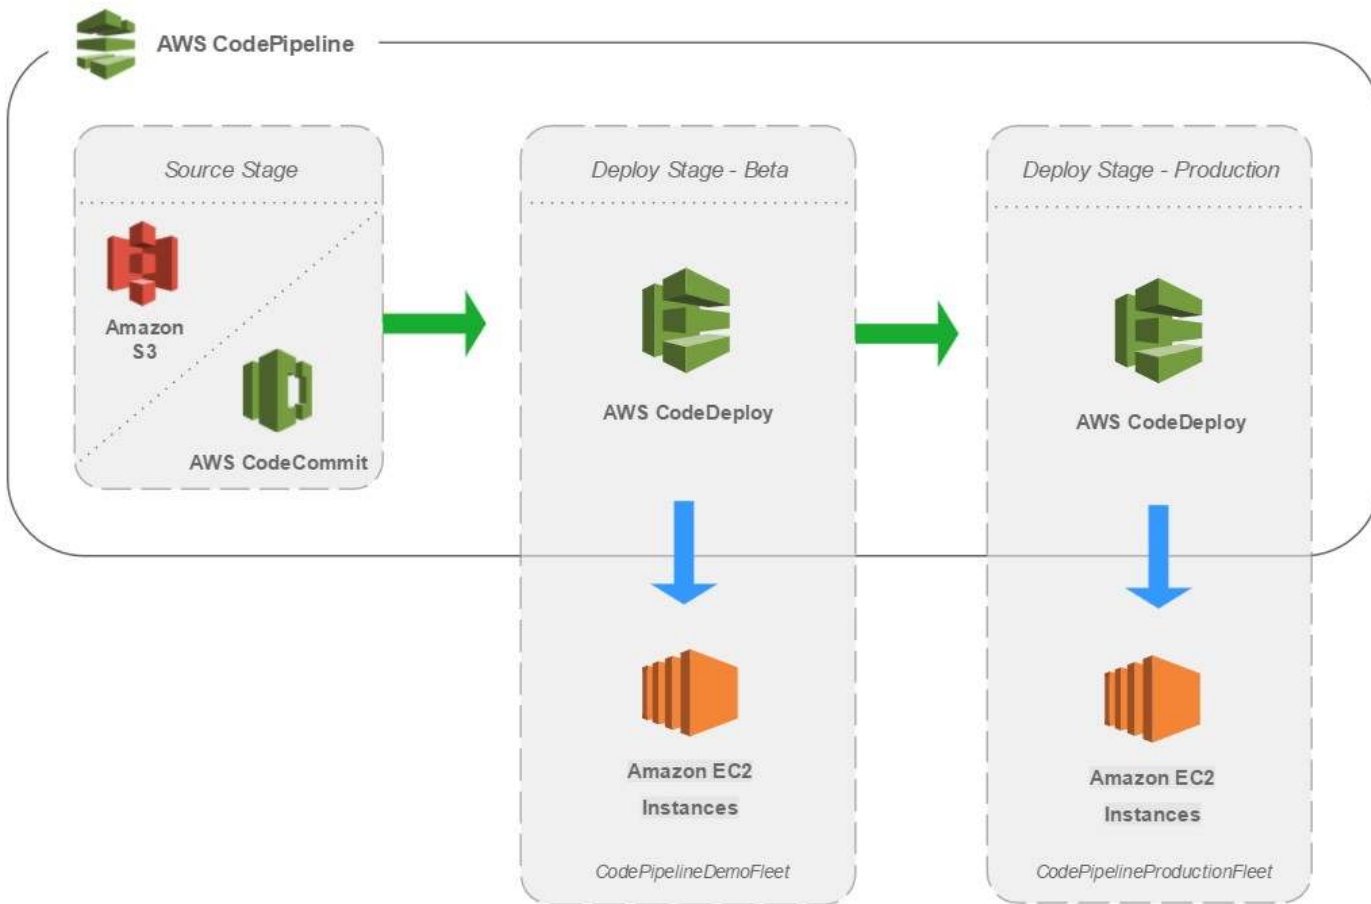 AWS CodePipeline
Source Stage
Amazon
S3
AWS CodeCommit
Deploy Stage - Beta
AWS CodeDeploy
Amazon EC2
Instances
CodePipelineDemoFleet
Deploy Stage - Production
AWS CodeDeploy
Amazon EC2
Instances
CodePipelineProductionFleet